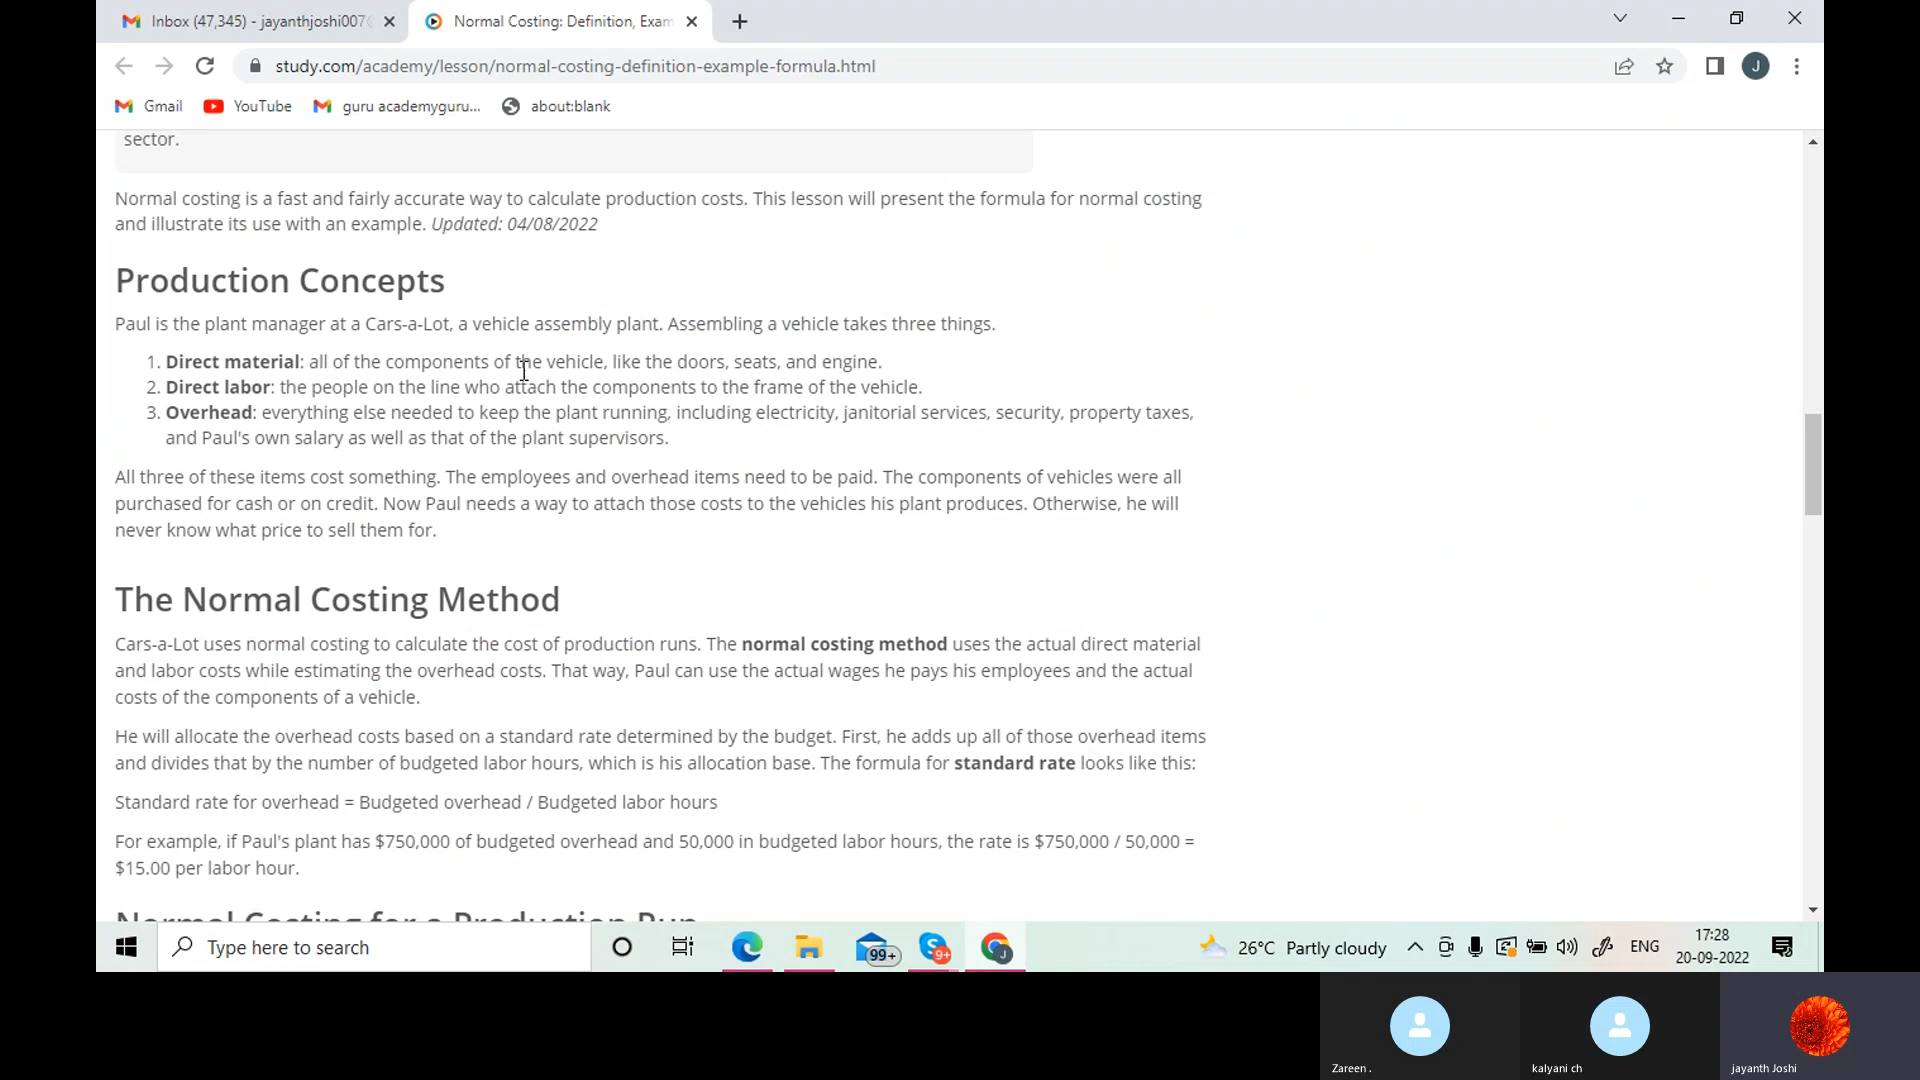 Inbox (47,345) - jayanthjoshi007
Normal Costing: Definition, Exam
study.com/academy/lesson/normal-costing-definition-example-formula.html
J
Gmail
YouTube
guru academyguru...
about:blank
sector.
Normal costing is a fast and fairly accurate way to calculate production costs. This lesson will present the formula for normal costing
and illustrate its use with an example. Updated: 04/08/2022
Production Concepts
Paul is the plant manager at a Cars-a-Lot, a vehicle assembly plant. Assembling a vehicle takes three things.
1. Direct material: all of the components of the vehicle, like the doors, seats, and engine.
2. Direct labor: the people on the line who attach the components to the frame of the vehicle.
3. Overhead: everything else needed to keep the plant running, including electricity, janitorial services, security, property taxes,
and Paul's own salary as well as that of the plant supervisors.
All three of these items cost something. The employees and overhead items need to be paid. The components of vehicles were all
purchased for cash or on credit. Now Paul needs a way to attach those costs to the vehicles his plant produces. Otherwise, he will
never know what price to sell them for.
The Normal Costing Method
Cars-a-Lot uses normal costing to calculate the cost of production runs. The normal costing method uses the actual direct material
and labor costs while estimating the overhead costs. That way, Paul can use the actual wages he pays his employees and the actual
costs of the components of a vehicle.
He will allocate the overhead costs based on a standard rate determined by the budget. First, he adds up all of those overhead items
and divides that by the number of budgeted labor hours, which is his allocation base. The formula for standard rate looks like this:
Standard rate for overhead = Budgeted overhead / Budgeted labor hours
For example, if Paul's plant has $750,000 of budgeted overhead and 50,000 in budgeted labor hours, the rate is $750,000 / 50,000 =
$15.00 per labor hour.
Normal Costing for a Production Run
Type here to search
99+
9+
J
26°C Partly cloudy
ENG
17:28
20-09-2022
Zareen .
kalyani ch
jayanth Joshi